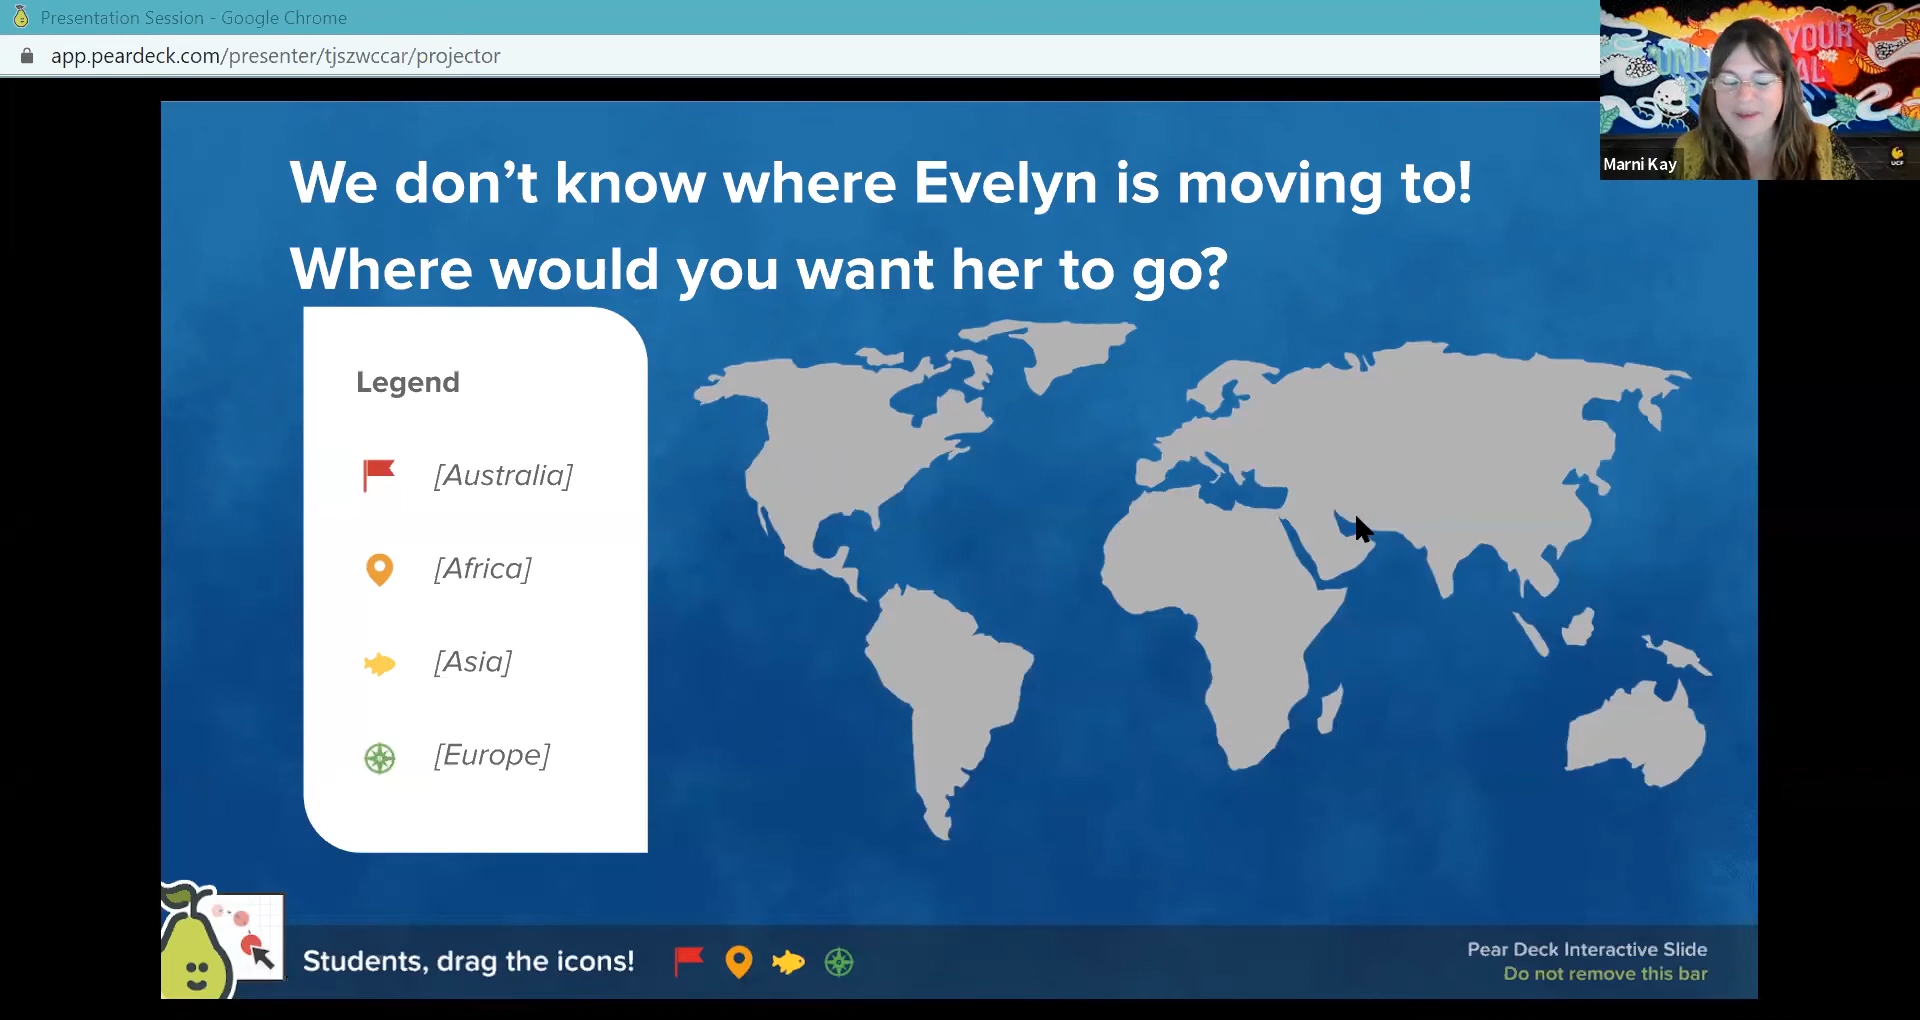 Presentation Session - Google Chrome
app.peardeck.com/presenter/tjszwccar/projector
YOUR
Marni Kay
UCF
We don’t know where Evelyn is moving to!
Where would you want her to go?
Legend
[Australia]
[Africa]
[Asia]
[Europe]
Students, drag the icons!
Pear Deck Interactive Slide
Do not remove this bar